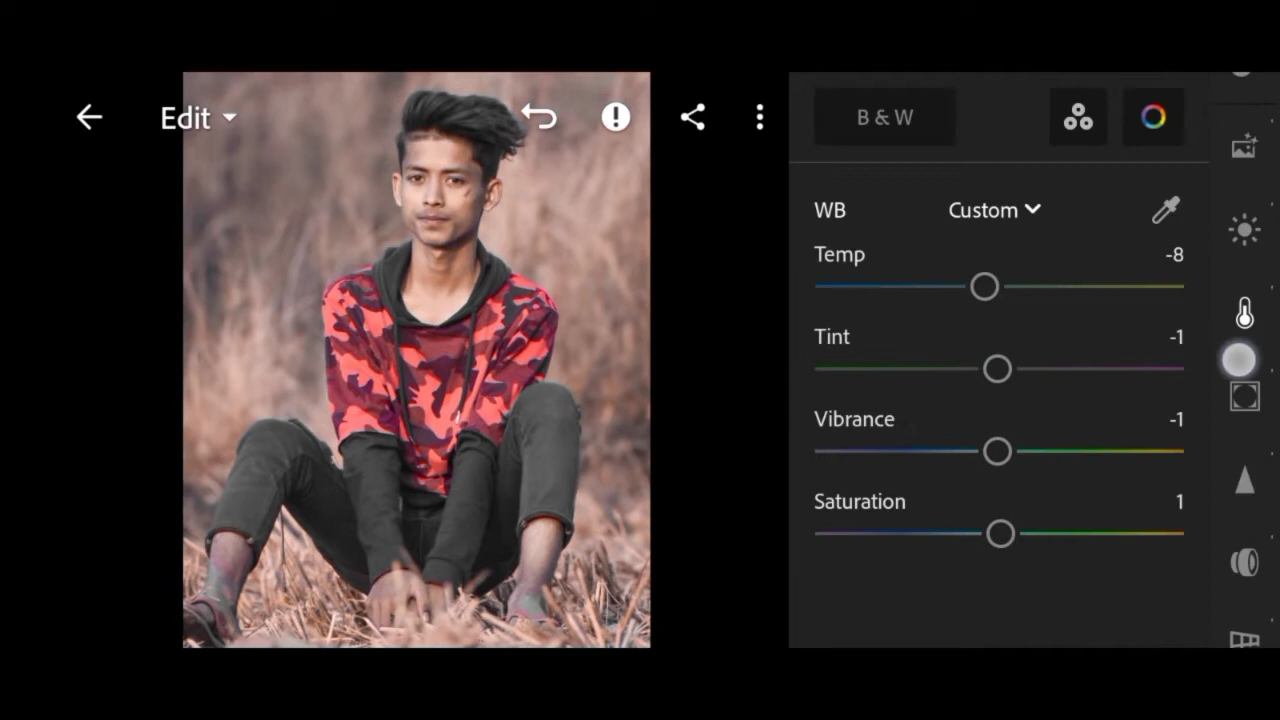 Edit
B & W
WB Custom
Temp -8
Tint -1
Vibrance -1
Saturation 1